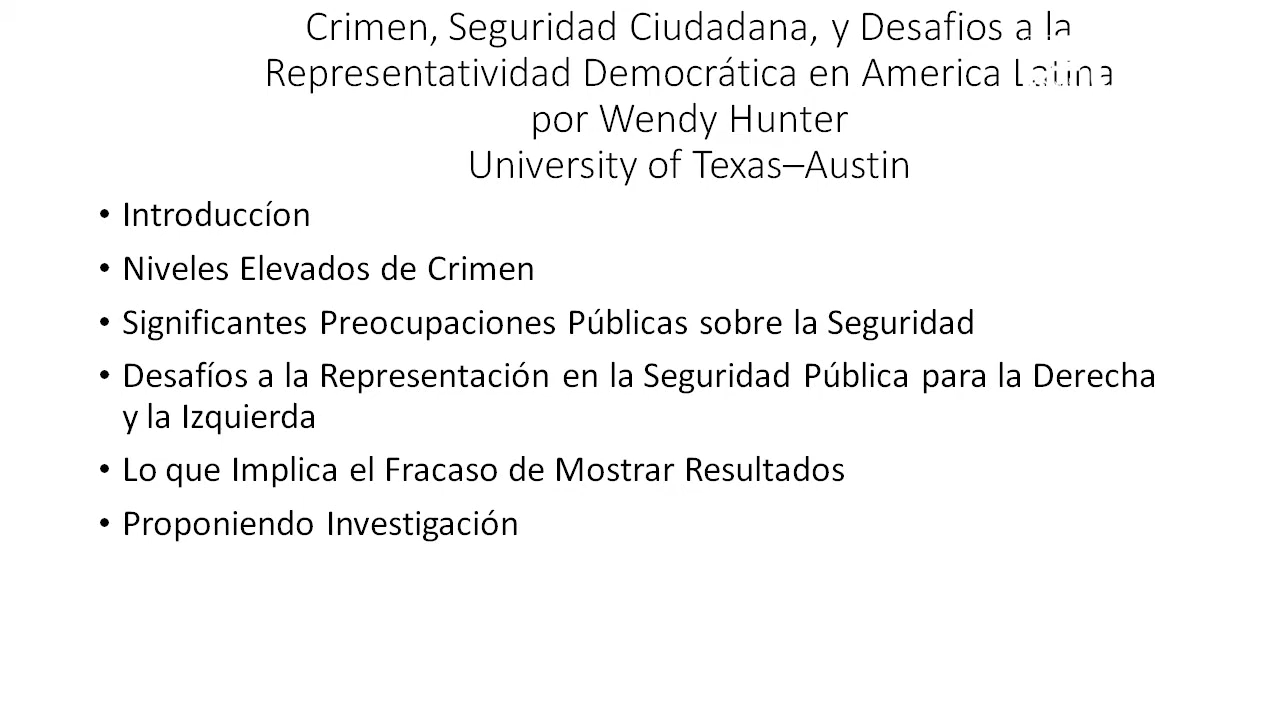 Crimen, Seguridad Ciudadana, y Desafios a la
Representatividad Democrática en America Latina
por Wendy Hunter
University of Texas–Austin
• Introduccíon
• Niveles Elevados de Crimen
• Significantes Preocupaciones Públicas sobre la Seguridad
• Desafíos a la Representación en la Seguridad Pública para la Derecha
y la Izquierda
• Lo que Implica el Fracaso de Mostrar Resultados
• Proponiendo Investigación